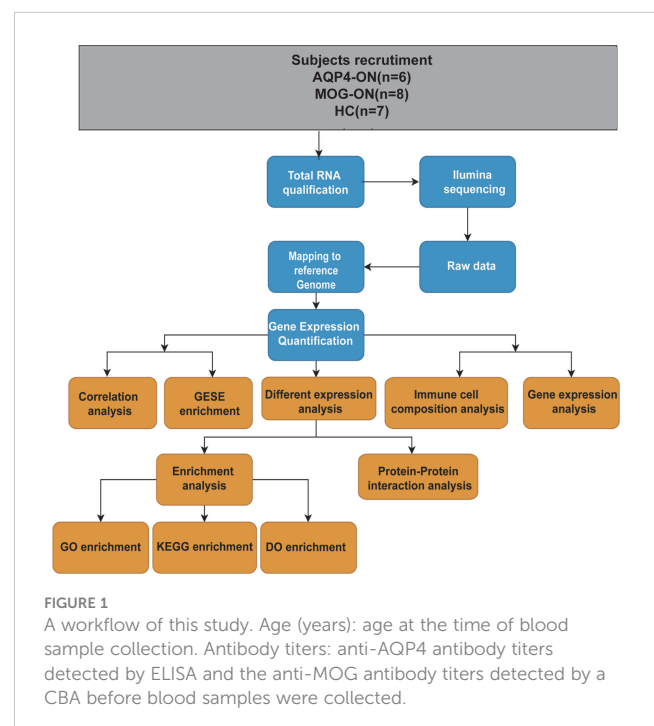 Subjects recrutiment
AQP4-ON(n=6)
MOG-ON(n=8)
HC(n=7)
Total RNA
qualification
Ilumina
sequencing
Mapping to
reference
Genome
Raw data
Gene Expression
Quantification
Correlation
analysis
GESE
enrichment
Different expression
analysis
Immune cell
composition analysis
Gene expression
analysis
Enrichment
analysis
Protein-Protein
interaction analysis
GO enrichment
KEGG enrichment
DO enrichment
FIGURE 1
A workflow of this study. Age (years): age at the time of blood
sample collection. Antibody titers: anti-AQP4 antibody titers
detected by ELISA and the anti-MOG antibody titers detected by a
CBA before blood samples were collected.